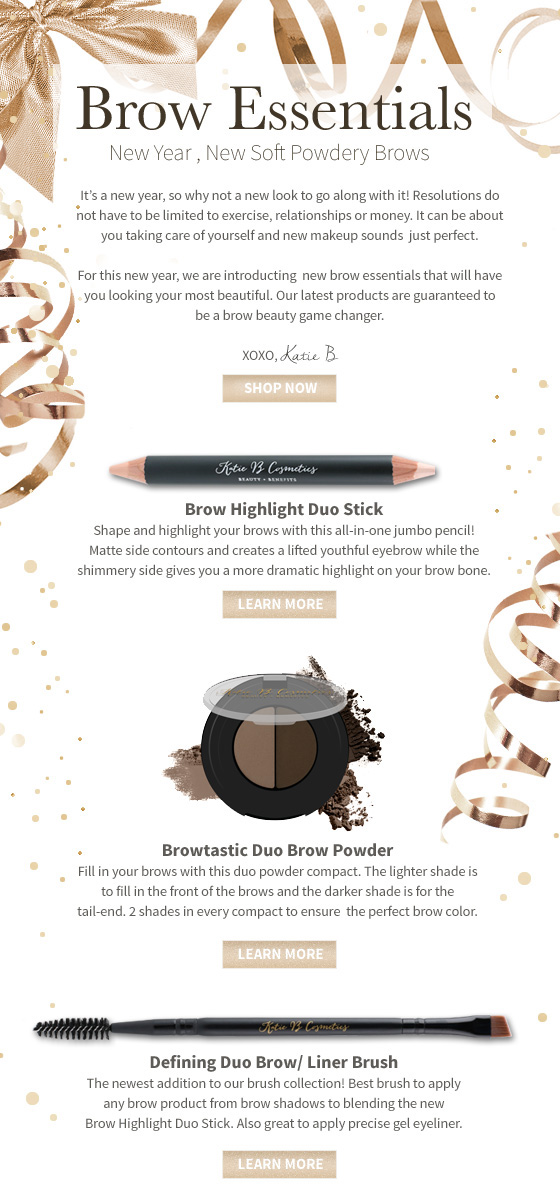 Brow Essentials
New Year , New Soft Powdery Brows
It's a new year, so why not a new look to go along with it! Resolutions do
not have to be limited to exercise, relationships or money. It can be about
you taking care of yourself and new makeup sounds just perfect.
For this new year, we are introducting new brow essentials that will have
you looking your most beautiful. Our latest products are guaranteed to
be a brow beauty game changer.
XOXO, Katie B
SHOP NOW
Katie B Cosmetics
BEAUTY + BENEFITS
Brow Highlight Duo Stick
Shape and highlight your brows with this all-in-one jumbo pencil!
Matte side contours and creates a lifted youthful eyebrow while the
shimmery side gives you a more dramatic highlight on your brow bone.
LEARN MORE
Katie B Cosmetics
Browtastic Duo Brow Powder
Fill in your brows with this duo powder compact. The lighter shade is
to fill in the front of the brows and the darker shade is for the
tail-end. 2 shades in every compact to ensure the perfect brow color.
LEARN MORE
Katie B Cosmetics
Defining Duo Brow/ Liner Brush
The newest addition to our brush collection! Best brush to apply
any brow product from brow shadows to blending the new
Brow Highlight Duo Stick. Also great to apply precise gel eyeliner.
LEARN MORE